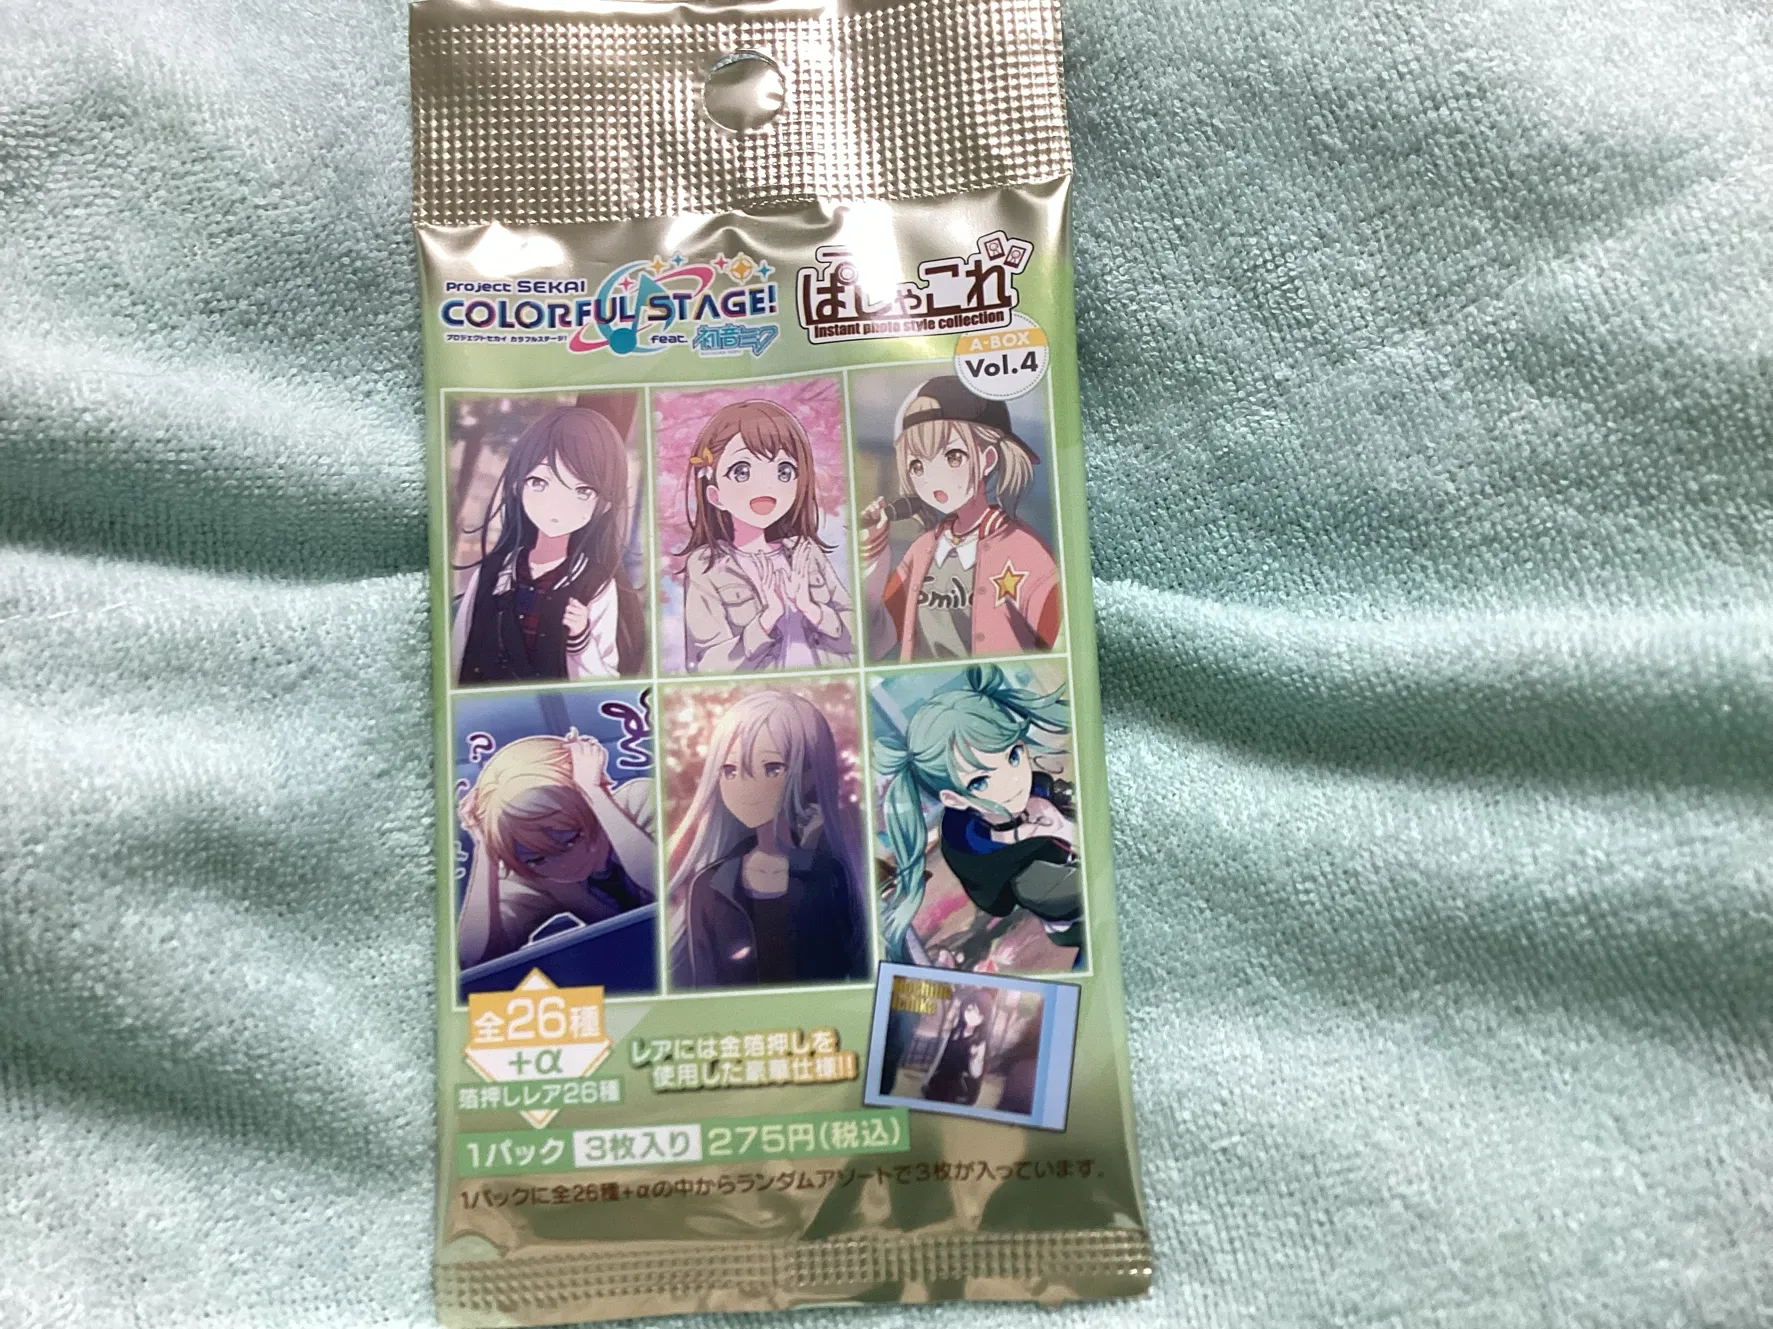 Project SEKAI
COLORFUL STAGE!
プロジェクトセカイ カラフルステージ!
feat. 初音ミク
ぱしゃこれ
Instant photo style collection
A-BOX
Vol.4
Smile
?
全26種
+α
箔押しレア26種
レアには金箔押しを
使用した豪華仕様!!
1パック 3枚入り 275円(税込)
1パックに全26種+αの中からランダムアソートで3枚が入っています。